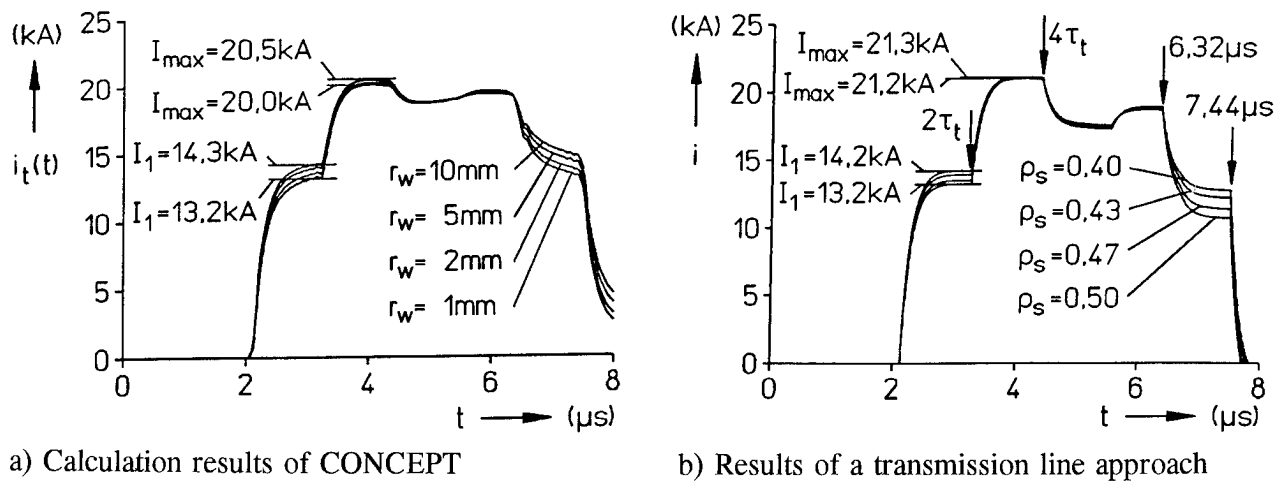 (kA)
25
20
15
10
5
0
i_t(t)
I_max=20,5kA
I_max=20,0kA
I_1=14,3kA
I_1=13,2kA
r_w=10mm
r_w= 5mm
r_w= 2mm
r_w= 1mm
0 2 4 6 8
t (µs)
a) Calculation results of CONCEPT
(kA)
25
20
15
10
5
0
i
I_max=21,3kA
I_max=21,2kA
I_1=14,2kA
I_1=13,2kA
2τ_t
4τ_t
6,32µs
7,44µs
ρ_s=0,40
ρ_s=0,43
ρ_s=0,47
ρ_s=0,50
0 2 4 6 8
t (µs)
b) Results of a transmission line approach